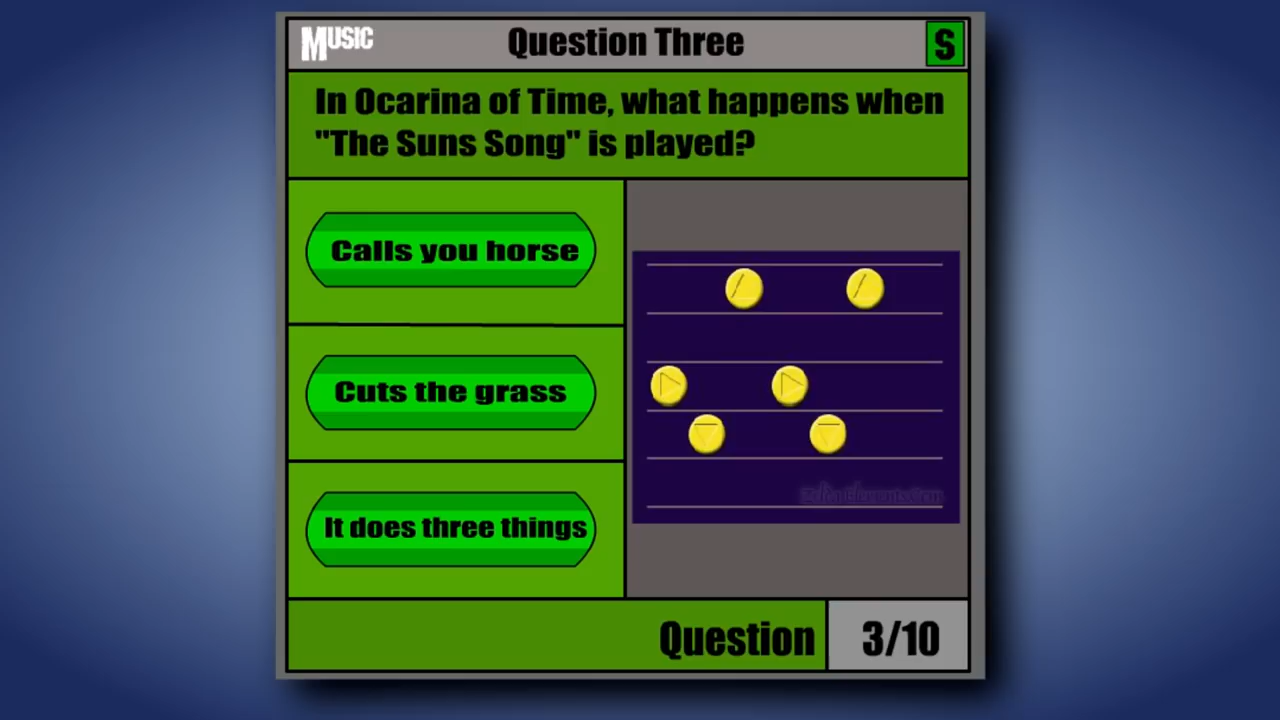 MUSIC
Question Three
S
In Ocarina of Time, what happens when
"The Suns Song" is played?
Calls you horse
Cuts the grass
It does three things
Question
3/10